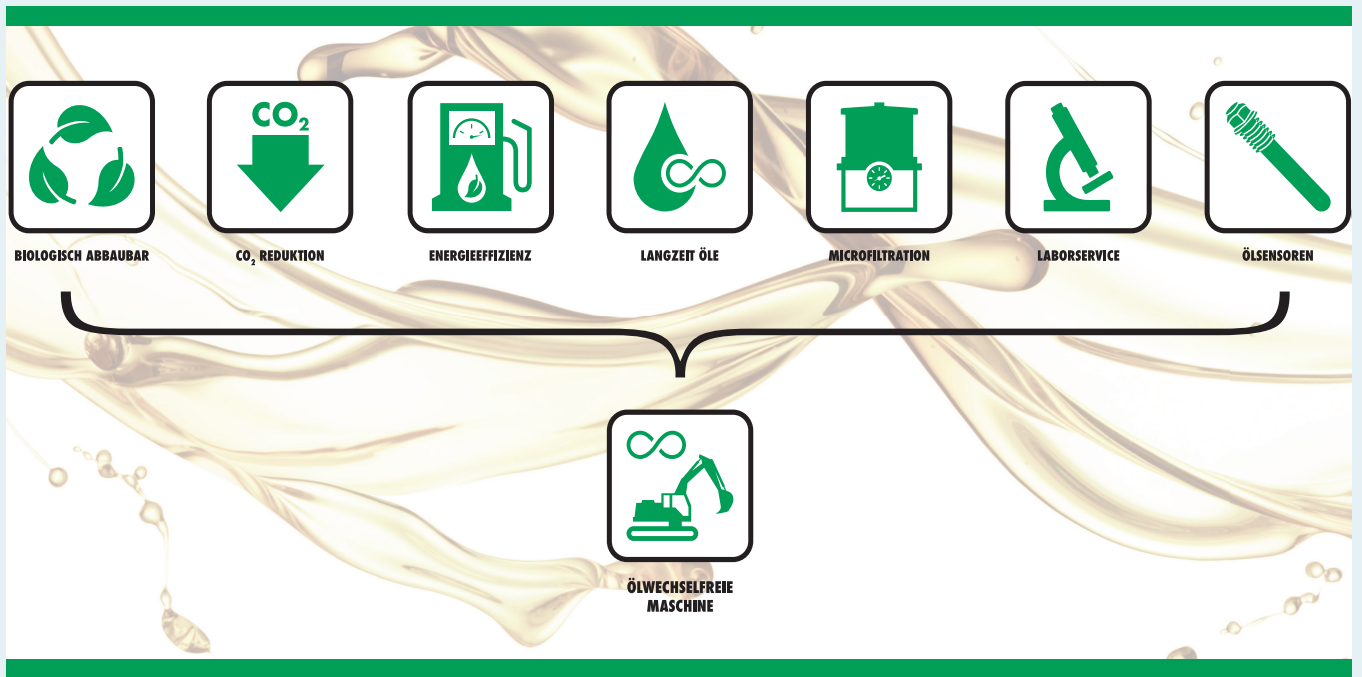 CO₂
BIOLOGISCH ABBAUBAR
CO₂ REDUKTION
ENERGIEEFFIZIENZ
LANGZEIT ÖLE
MICROFILTRATION
LABORSERVICE
ÖLSENSOREN
ÖLWECHSELFREIE
MASCHINE